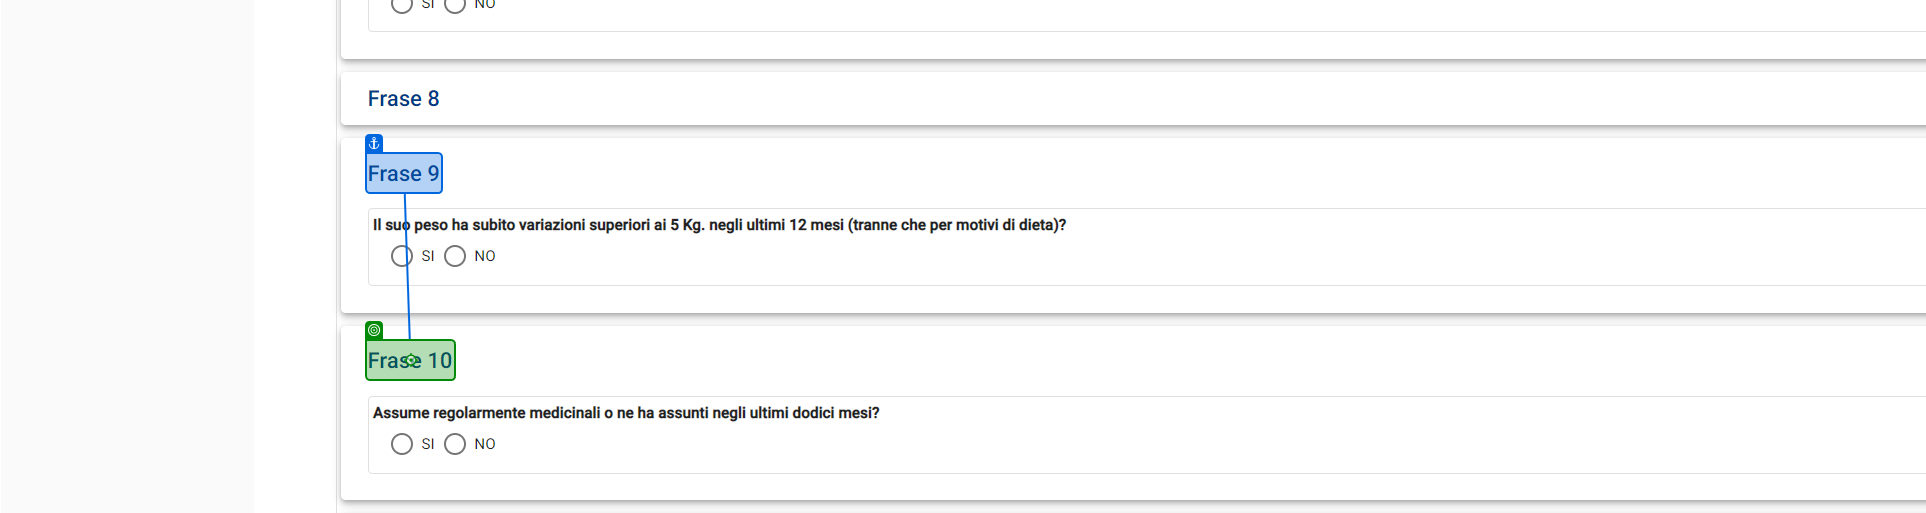 SI NO
Frase 8
Frase 9
Il suo peso ha subito variazioni superiori ai 5 Kg. negli ultimi 12 mesi (tranne che per motivi di dieta)?
SI NO
Frase 10
Assume regolarmente medicinali o ne ha assunti negli ultimi dodici mesi?
SI NO